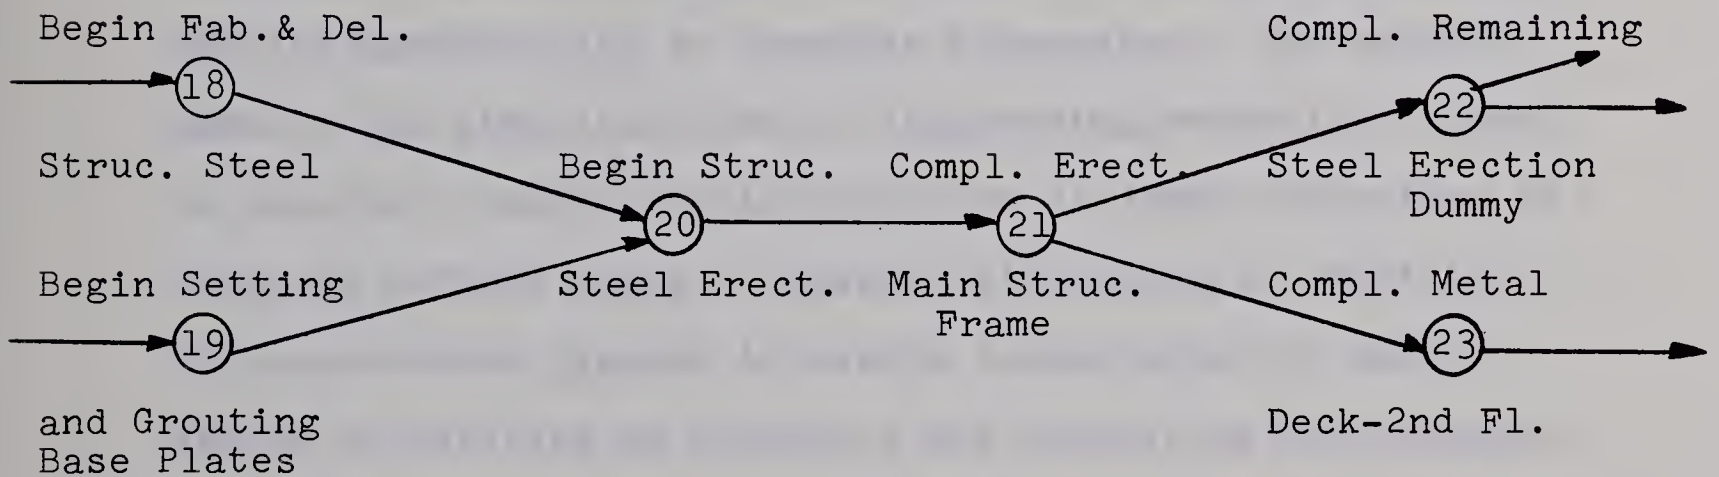 Begin Fab.& Del.
18
Struc. Steel
Begin Setting
19
and Grouting
Base Plates
Begin Struc.
20
Steel Erect.
Compl. Erect.
21
Main Struc.
Frame
Compl. Remaining
22
Steel Erection
Dummy
Compl. Metal
23
Deck-2nd Fl.